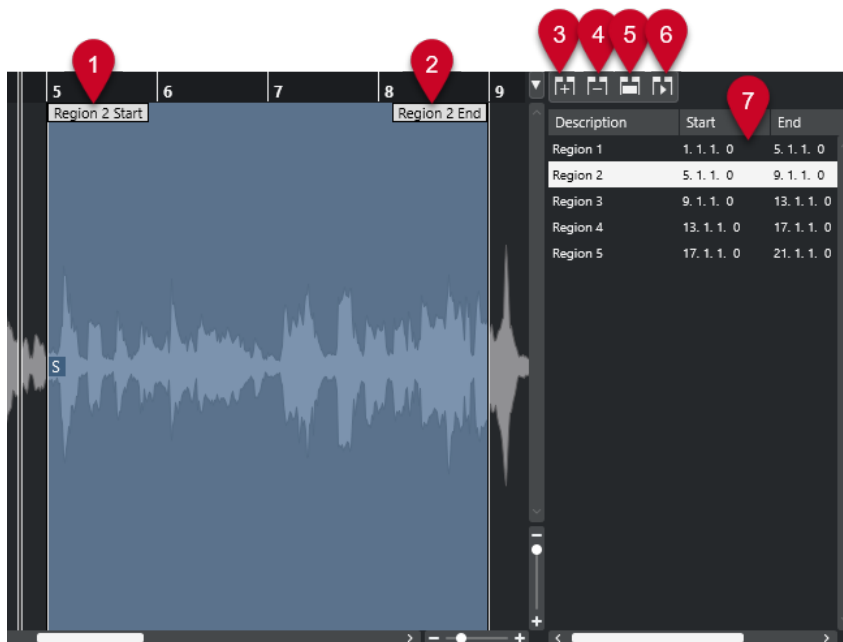 1
2
3 4 5 6
7
5 6 7 8 9
Region 2 Start Region 2 End
S
Description Start End
Region 1 1. 1. 1. 0 5. 1. 1. 0
Region 2 5. 1. 1. 0 9. 1. 1. 0
Region 3 9. 1. 1. 0 13. 1. 1. 0
Region 4 13. 1. 1. 0 17. 1. 1. 0
Region 5 17. 1. 1. 0 21. 1. 1. 0